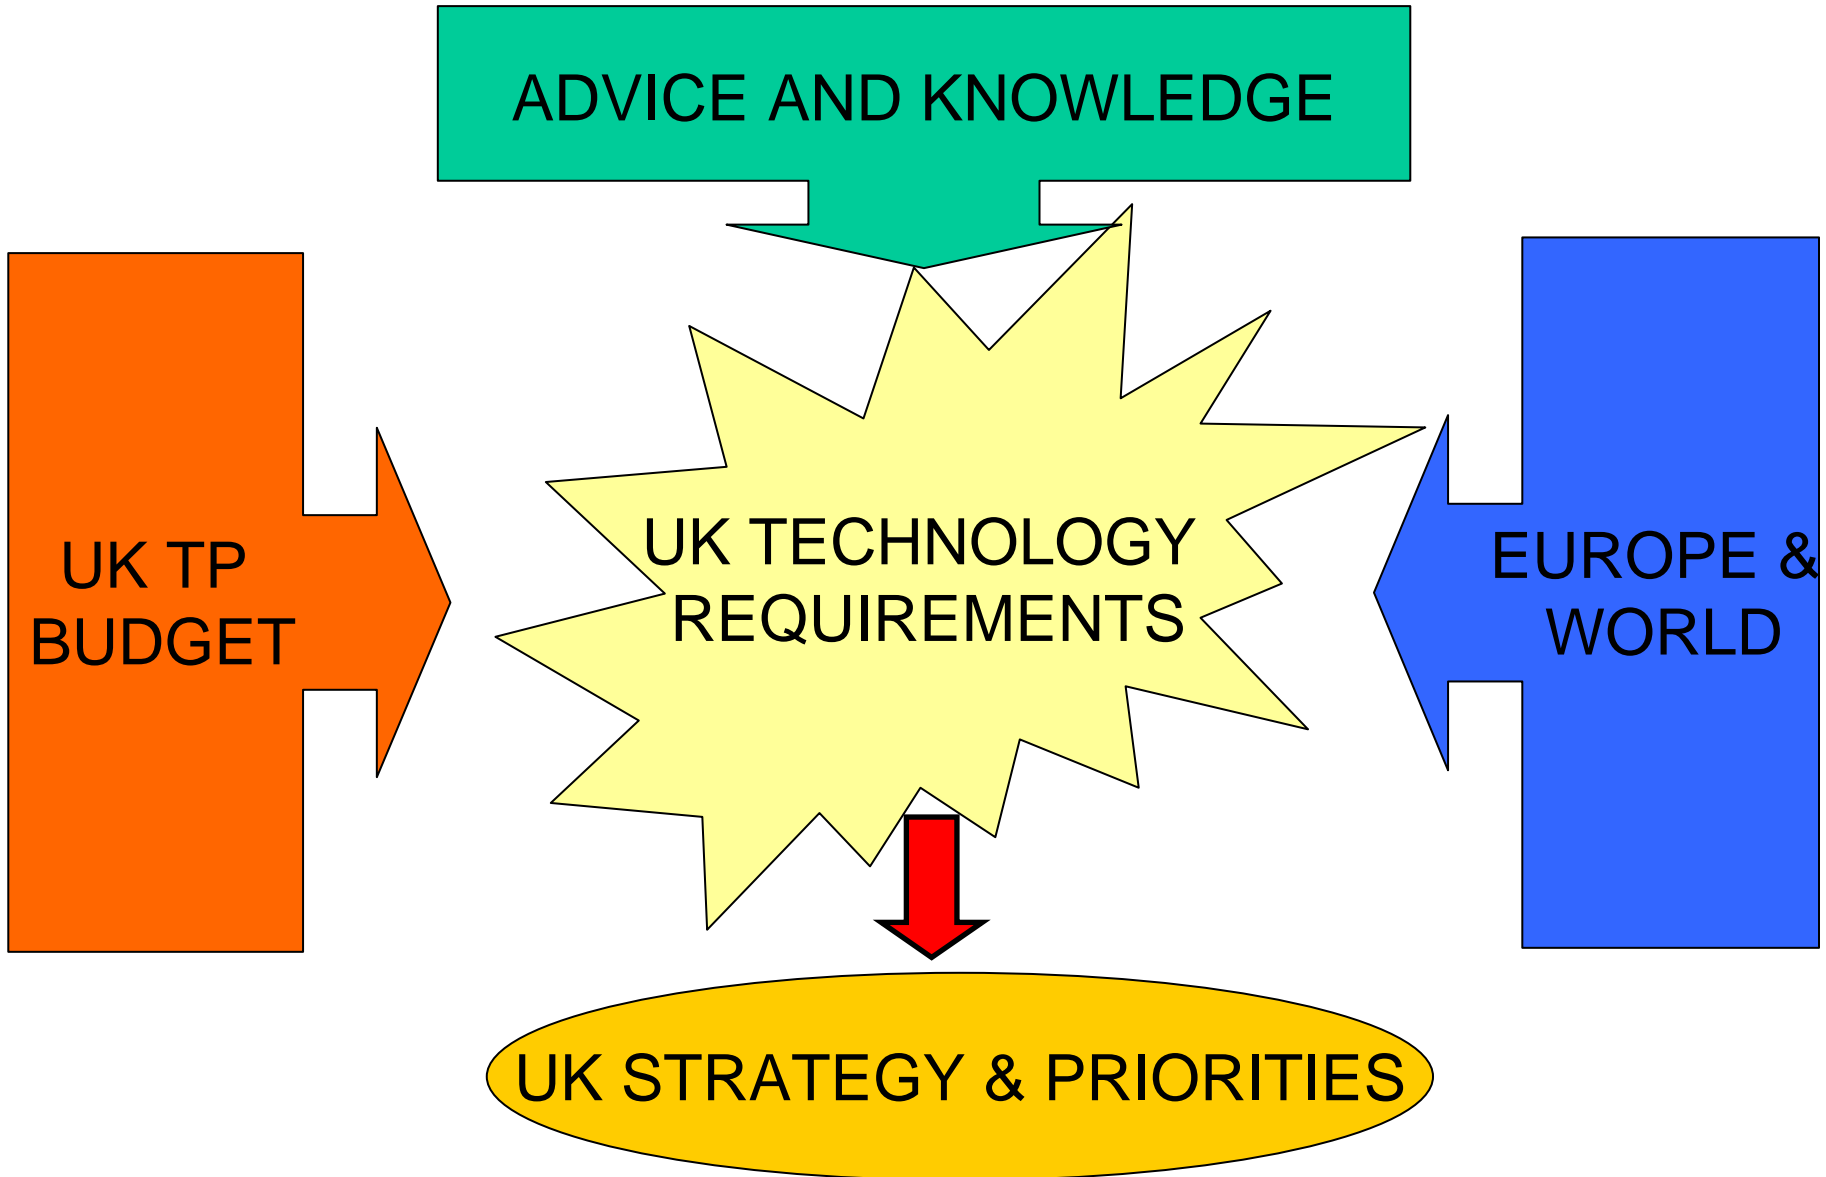 ADVICE AND KNOWLEDGE
UK TP
BUDGET
UK TECHNOLOGY
REQUIREMENTS
EUROPE &
WORLD
UK STRATEGY & PRIORITIES